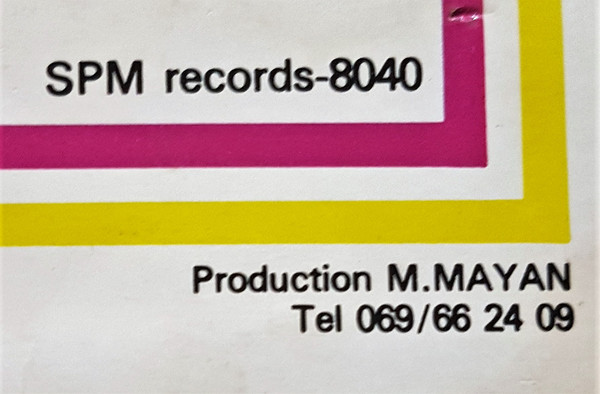 SPM records-8040
Production M.MAYAN
Tel 069/66 24 09